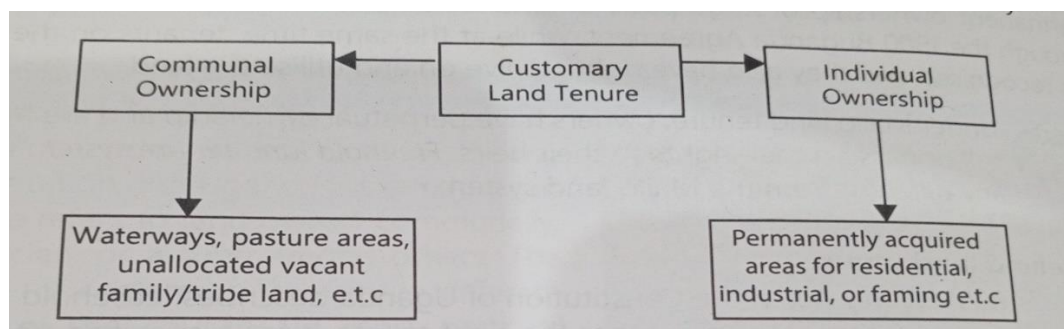 Communal
Ownership
Customary
Land Tenure
Individual
Ownership
Waterways, pasture areas,
unallocated vacant
family/tribe land, e.t.c
Permanently acquired
areas for residential,
industrial, or faming e.t.c